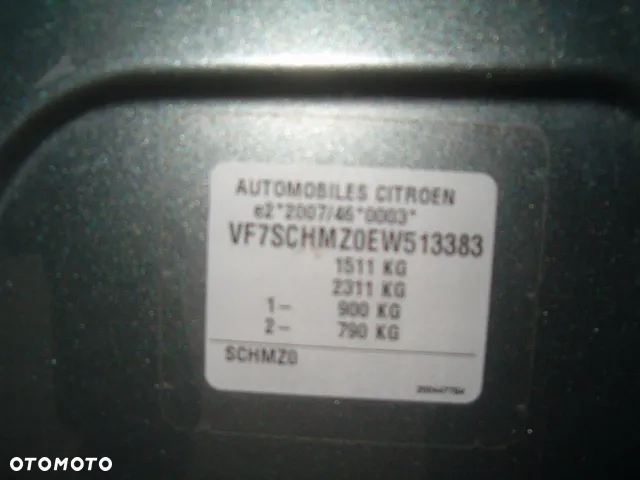 AUTOMOBILES CITROEN
e2*2007/46*0003*
VF7SCHMZ0EW513383
1511 KG
2311 KG
1– 900 KG
2– 790 KG
SCHMZ0
OTOMOTO